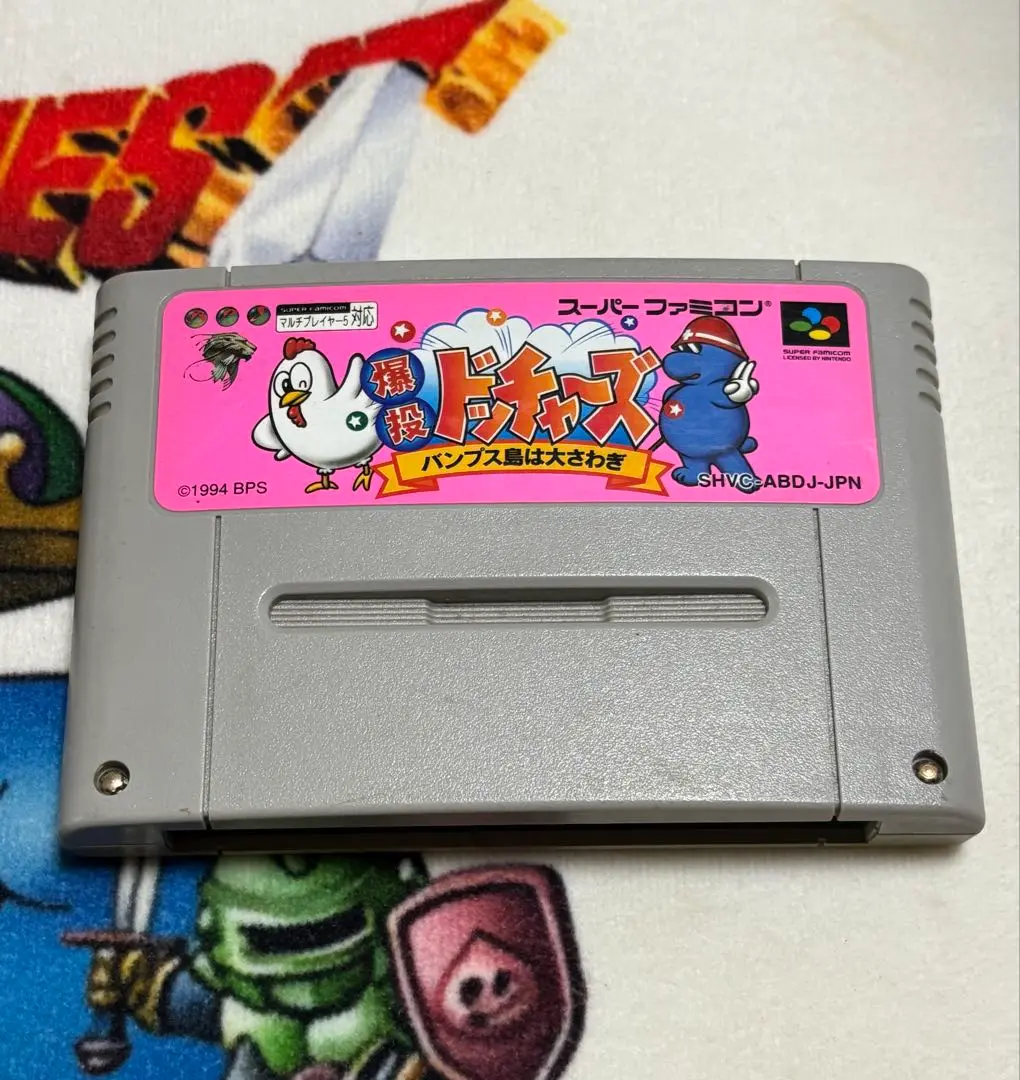 UEST
SUPER FAMICOM
マルチプレイヤー5 対応
スーパーファミコン®
SUPER FAMICOM
LICENSED BY NINTENDO
爆投
ドッチャーズ
バンプス島は大さわぎ
©1994 BPS
SHVC-ABDJ-JPN